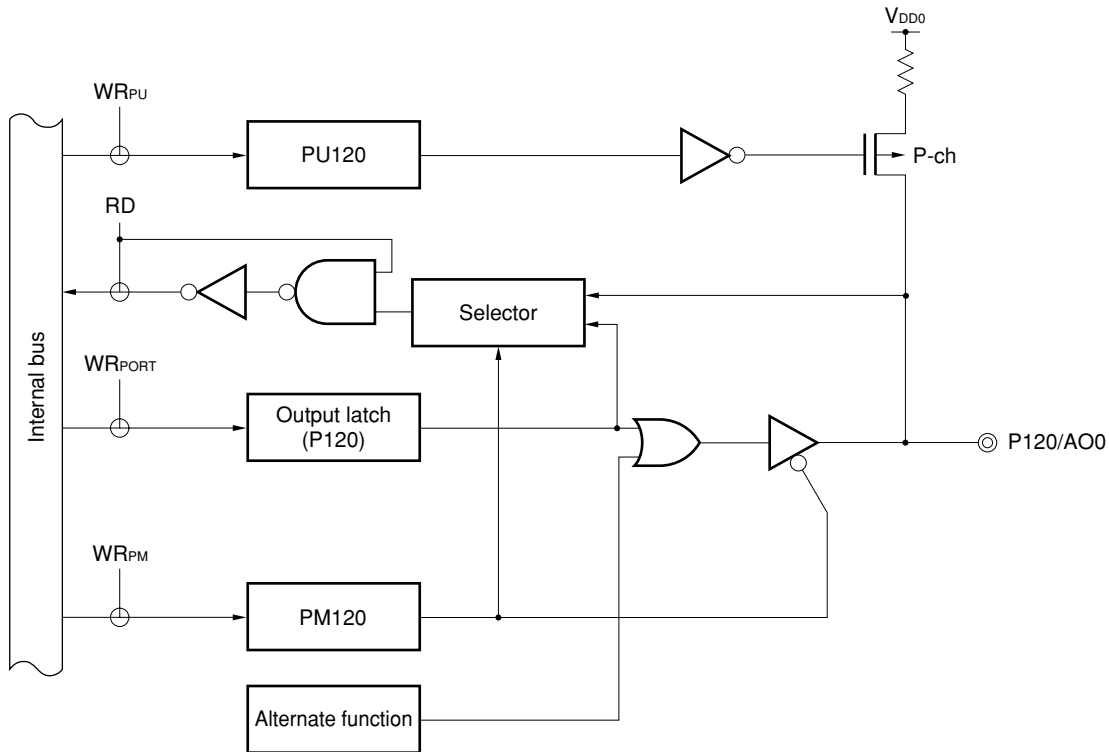 VDD0
WRPU
PU120
P-ch
RD
Selector
Internal bus
WRPORT
Output latch
(P120)
P120/AO0
WRPM
PM120
Alternate function